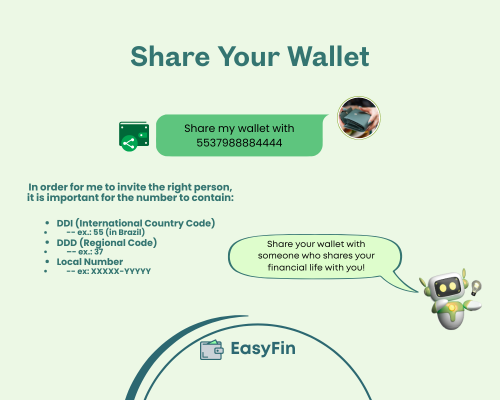 Share Your Wallet
Share my wallet with
5537988884444
In order for me to invite the right person,
it is important for the number to contain:
DDI (International Country Code)
-- ex.: 55 (in Brazil)
DDD (Regional Code)
-- ex.: 37
Local Number
-- ex: XXXXX-YYYYY
Share your wallet with
someone who shares your
financial life with you!
EasyFin